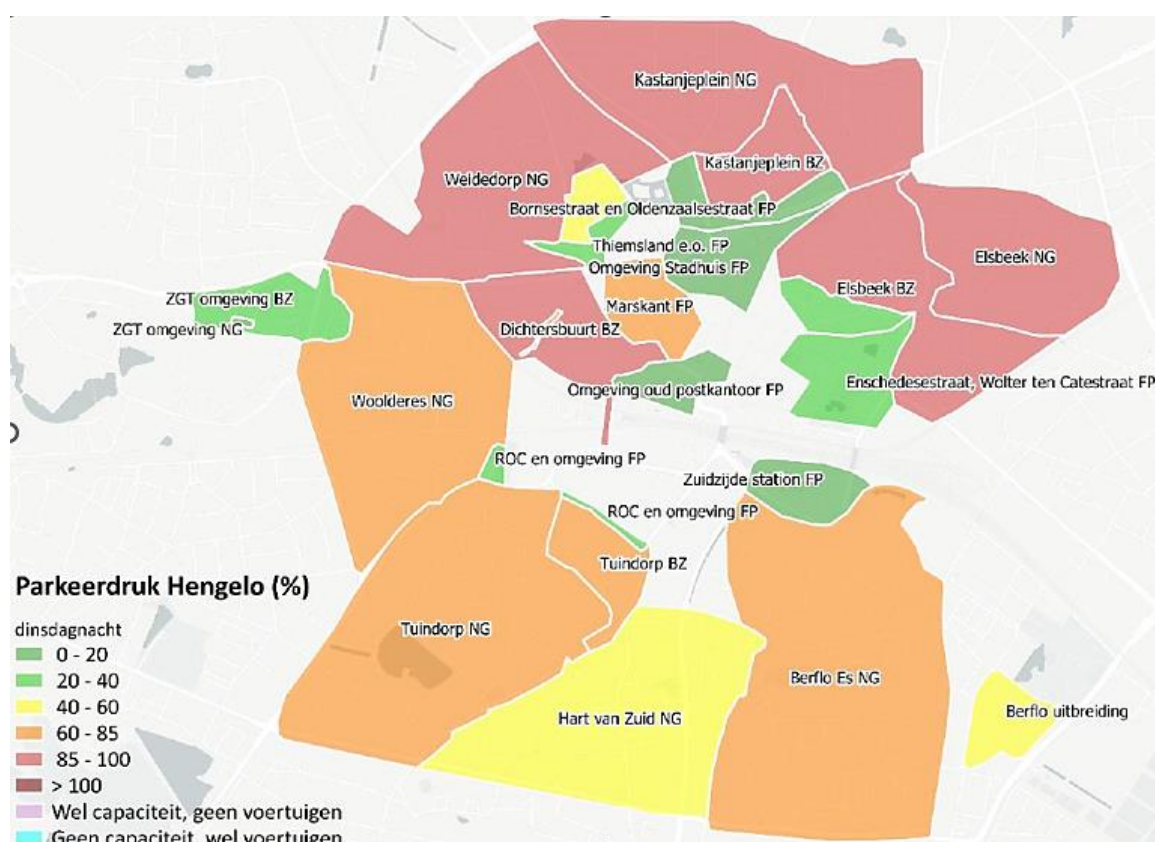 Kastanjeplein NG
Kastanjeplein BZ
Weidedorp NG
Bornsestraat en Oldenzaalsestraat FP
Thiemsland e.o. FP
Elsbeek NG
Omgeving Stadhuis FP
Elsbeek BZ
ZGT omgeving BZ
Marskant FP
ZGT omgeving NG
Dichtersbuurt BZ
Enschedesestraat, Wolter ten Catestraat FP
Omgeving oud postkantoor FP
Woolderes NG
ROC en omgeving FP
Zuidzijde station FP
ROC en omgeving FP
Tuindorp BZ
Tuindorp NG
Berflo Es NG
Hart van Zuid NG
Berflo uitbreiding
Parkeerdruk Hengelo (%)
dinsdagnacht
0 - 20
20 - 40
40 - 60
60 - 85
85 - 100
> 100
Wel capaciteit, geen voertuigen
Geen capaciteit, wel voertuigen